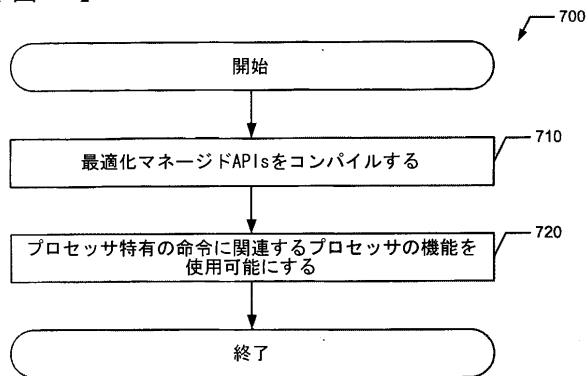 700
開始
最適化マネージドAPIsをコンパイルする
710
プロセッサ特有の命令に関連するプロセッサの機能を
使用可能にする
720
終了